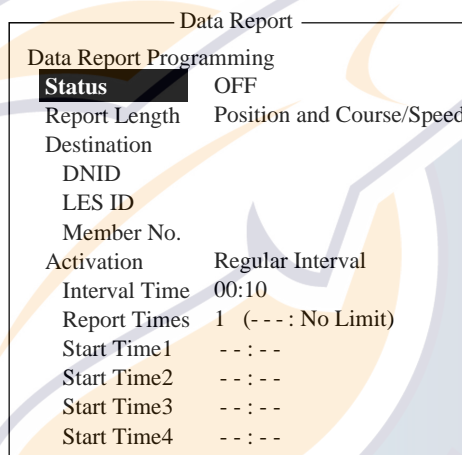 Data Report
Data Report Programming
Status OFF
Report Length Position and Course/Speed
Destination
DNID
LES ID
Member No.
Activation Regular Interval
Interval Time 00:10
Report Times 1 (- - - : No Limit)
Start Time1 - - : - -
Start Time2 - - : - -
Start Time3 - - : - -
Start Time4 - - : - -